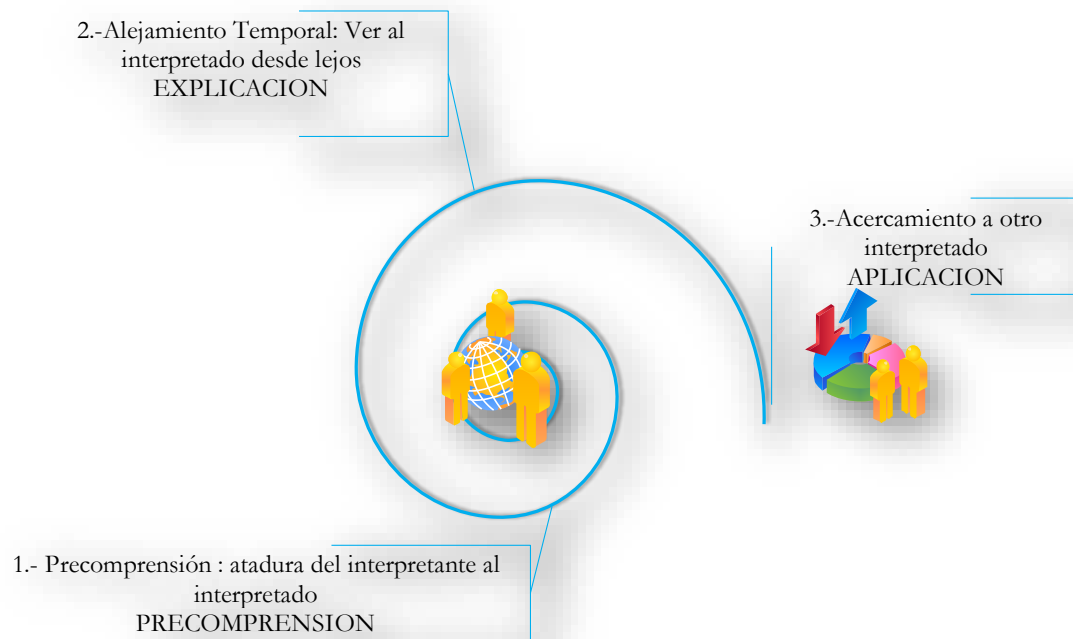 2.-Alejamiento Temporal: Ver al
interpretado desde lejos
EXPLICACION
3.-Acercamiento a otro
interpretado
APLICACION
1.- Precomprensión : atadura del interpretante al
interpretado
PRECOMPRENSION